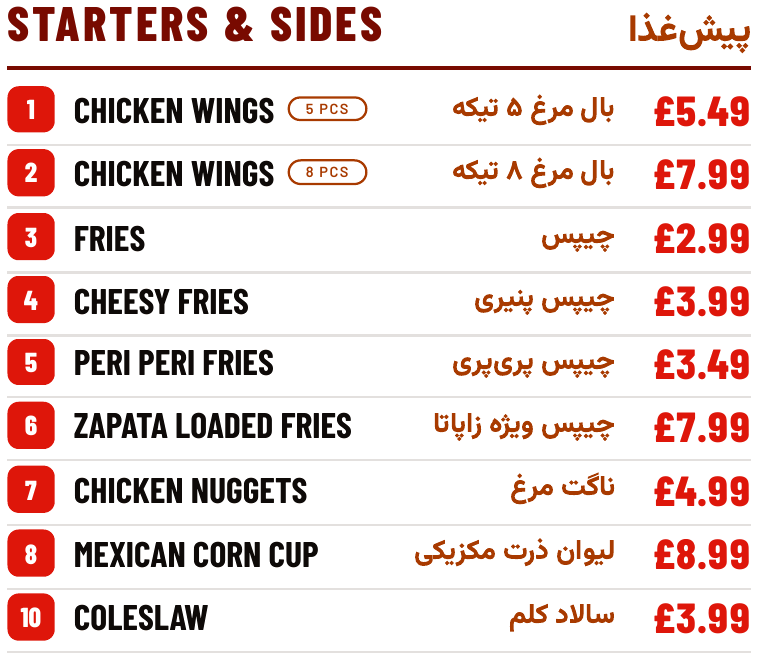 STARTERS & SIDES پیش‌غذا
1 CHICKEN WINGS 5 PCS بال مرغ ۵ تیکه £5.49
2 CHICKEN WINGS 8 PCS بال مرغ ۸ تیکه £7.99
3 FRIES چیپس £2.99
4 CHEESY FRIES چیپس پنیری £3.99
5 PERI PERI FRIES چیپس پری‌پری £3.49
6 ZAPATA LOADED FRIES چیپس ویژه زاپاتا £7.99
7 CHICKEN NUGGETS ناگت مرغ £4.99
8 MEXICAN CORN CUP لیوان ذرت مکزیکی £8.99
10 COLESLAW سالاد کلم £3.99